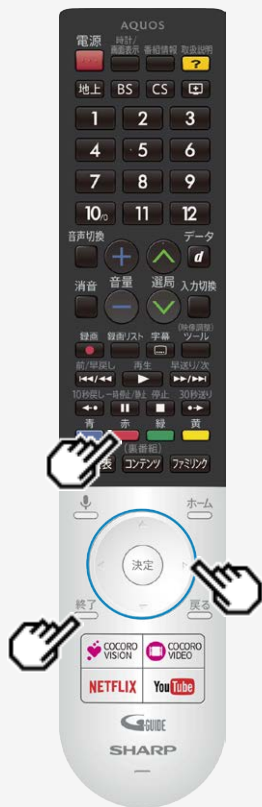 AQUOS
電源 時計/画面表示 番組情報 取扱説明
?
地上 BS CS
1 2 3
4 5 6
7 8 9
10/0 11 12
音声切換 データ
d
消音 音量 選局 入力切換
(映像調整)
録画 録画リスト 字幕 ツール
前/早戻し 再生 早送り/次
10秒戻し 一時停止/静止 停止 30秒送り
青 赤 緑 黄
(裏番組)
表 コンテンツ ファミリンク
ホーム
決定
終了 戻る
COCORO VISION COCORO VIDEO
NETFLIX YouTube
G GUIDE
SHARP